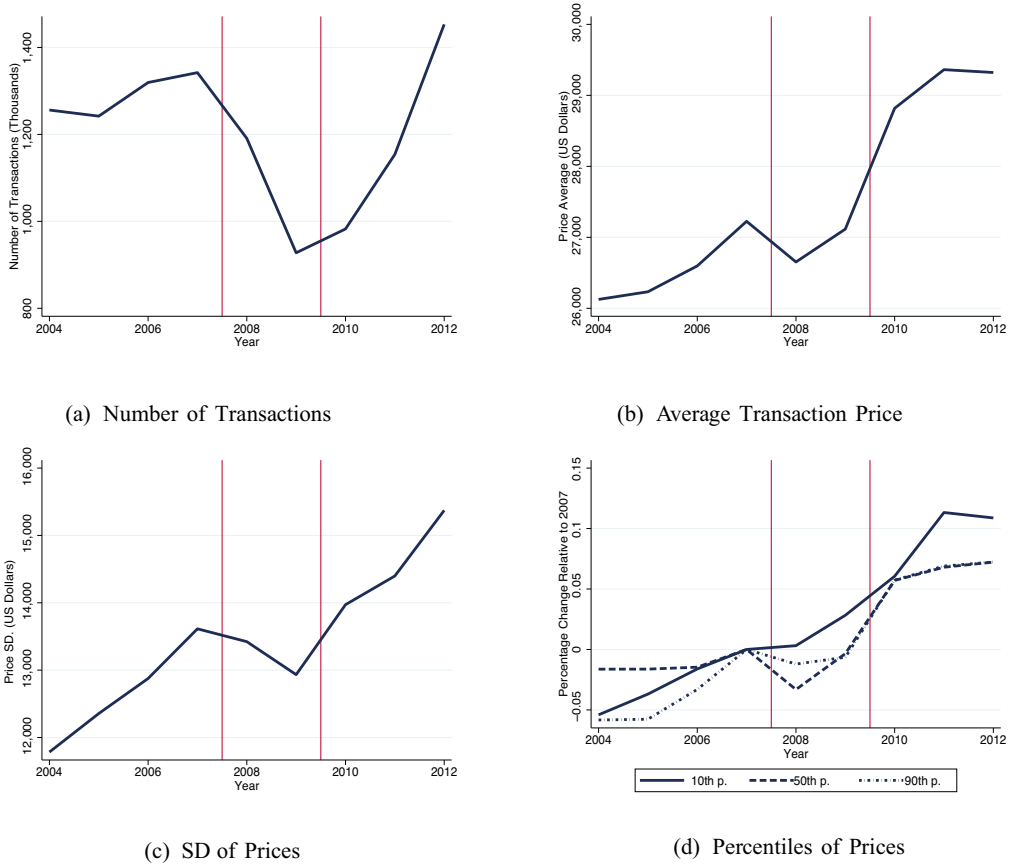 Number of Transactions (Thousands)
1,400
1,200
1,000
800
2004 2006 2008 2010 2012
Year
(a) Number of Transactions
Price Average (US Dollars)
30,000
29,000
28,000
27,000
26,000
2004 2006 2008 2010 2012
Year
(b) Average Transaction Price
Price SD. (US Dollars)
16,000
15,000
14,000
13,000
12,000
2004 2006 2008 2010 2012
Year
(c) SD of Prices
Percentage Change Relative to 2007
0.15
0.1
0.05
0
−0.05
2004 2006 2008 2010 2012
Year
10th p. 50th p. 90th p.
(d) Percentiles of Prices